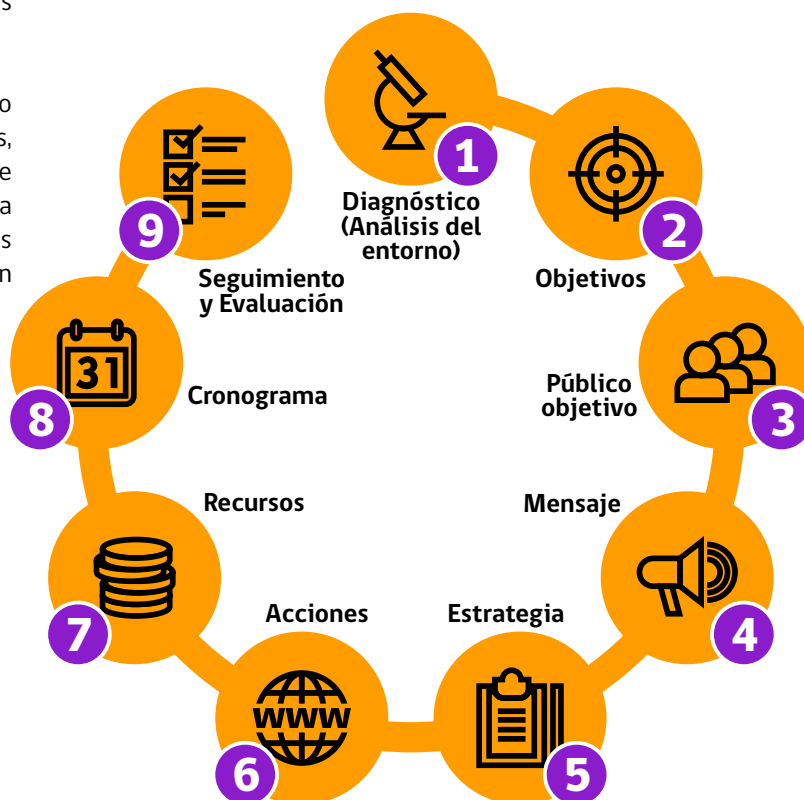 s
o
s,
e
a
s
n
1
Diagnóstico
(Análisis del
entorno)
2
Objetivos
3
Público
objetivo
4
Mensaje
5
Estrategia
6
www
Acciones
7
Recursos
8
31
Cronograma
9
Seguimiento
y Evaluación